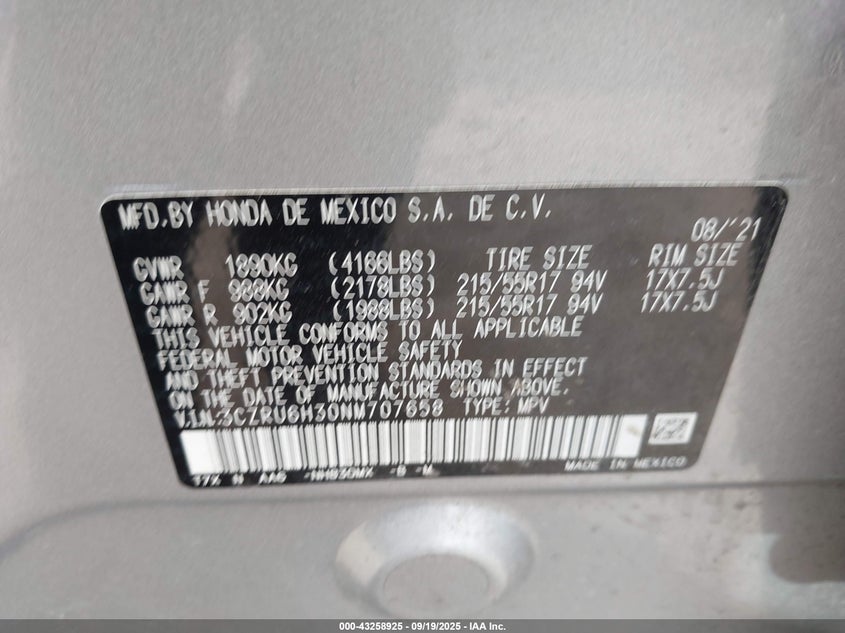 MFD.BY HONDA DE MEXICO S.A. DE C.V.
08/'21
GVWR 1890KG (4166LBS) TIRE SIZE RIM SIZE
GAWR F 988KG (2178LBS) 215/55R17 94V 17X7.5J
GAWR R 902KG (1988LBS) 215/55R17 94V 17X7.5J
THIS VEHICLE CONFORMS TO ALL APPLICABLE
FEDERAL MOTOR VEHICLE SAFETY
AND THEFT PREVENTION STANDARDS IN EFFECT
ON THE DATE OF MANUFACTURE SHOWN ABOVE.
V.I.N:3CZRU6H30NM707658 TYPE: MPV
MADE IN MEXICO
000-43258925 - 09/19/2025 - IAA Inc.